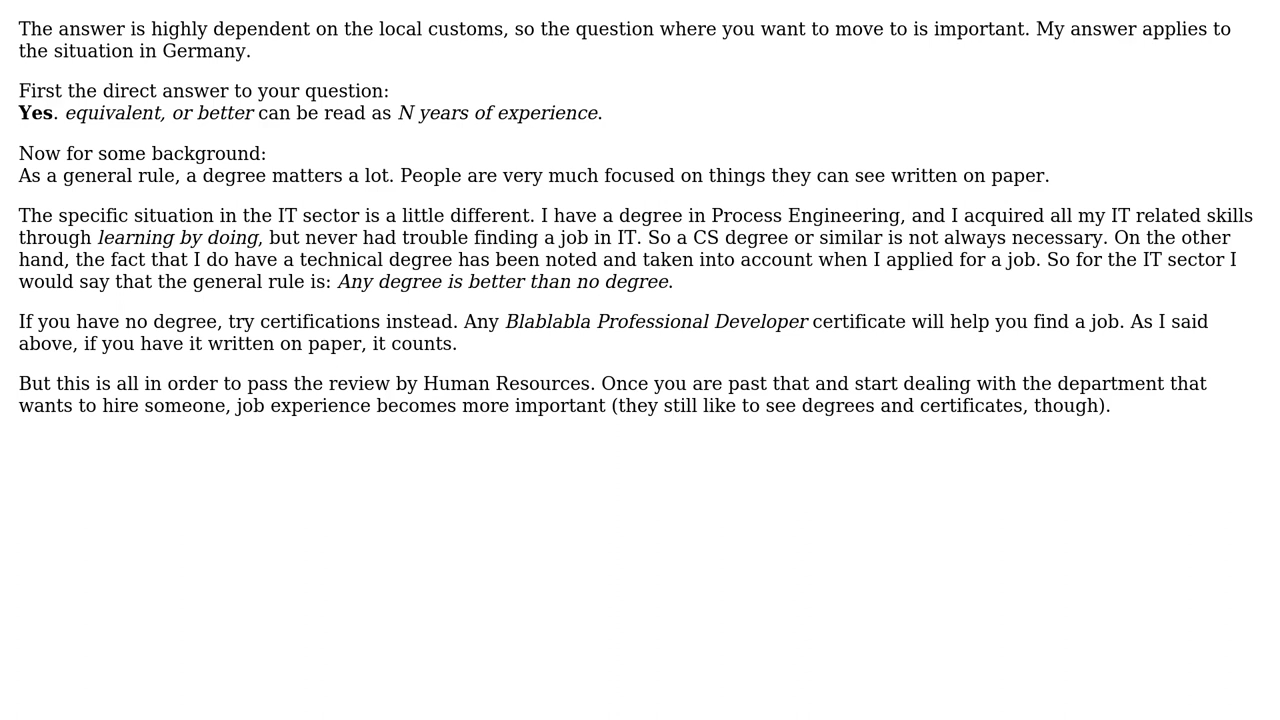 The answer is highly dependent on the local customs, so the question where you want to move to is important. My answer applies to
the situation in Germany.
First the direct answer to your question:
Yes. equivalent, or better can be read as N years of experience.
Now for some background:
As a general rule, a degree matters a lot. People are very much focused on things they can see written on paper.
The specific situation in the IT sector is a little different. I have a degree in Process Engineering, and I acquired all my IT related skills
through learning by doing, but never had trouble finding a job in IT. So a CS degree or similar is not always necessary. On the other
hand, the fact that I do have a technical degree has been noted and taken into account when I applied for a job. So for the IT sector I
would say that the general rule is: Any degree is better than no degree.
If you have no degree, try certifications instead. Any Blablabla Professional Developer certificate will help you find a job. As I said
above, if you have it written on paper, it counts.
But this is all in order to pass the review by Human Resources. Once you are past that and start dealing with the department that
wants to hire someone, job experience becomes more important (they still like to see degrees and certificates, though).